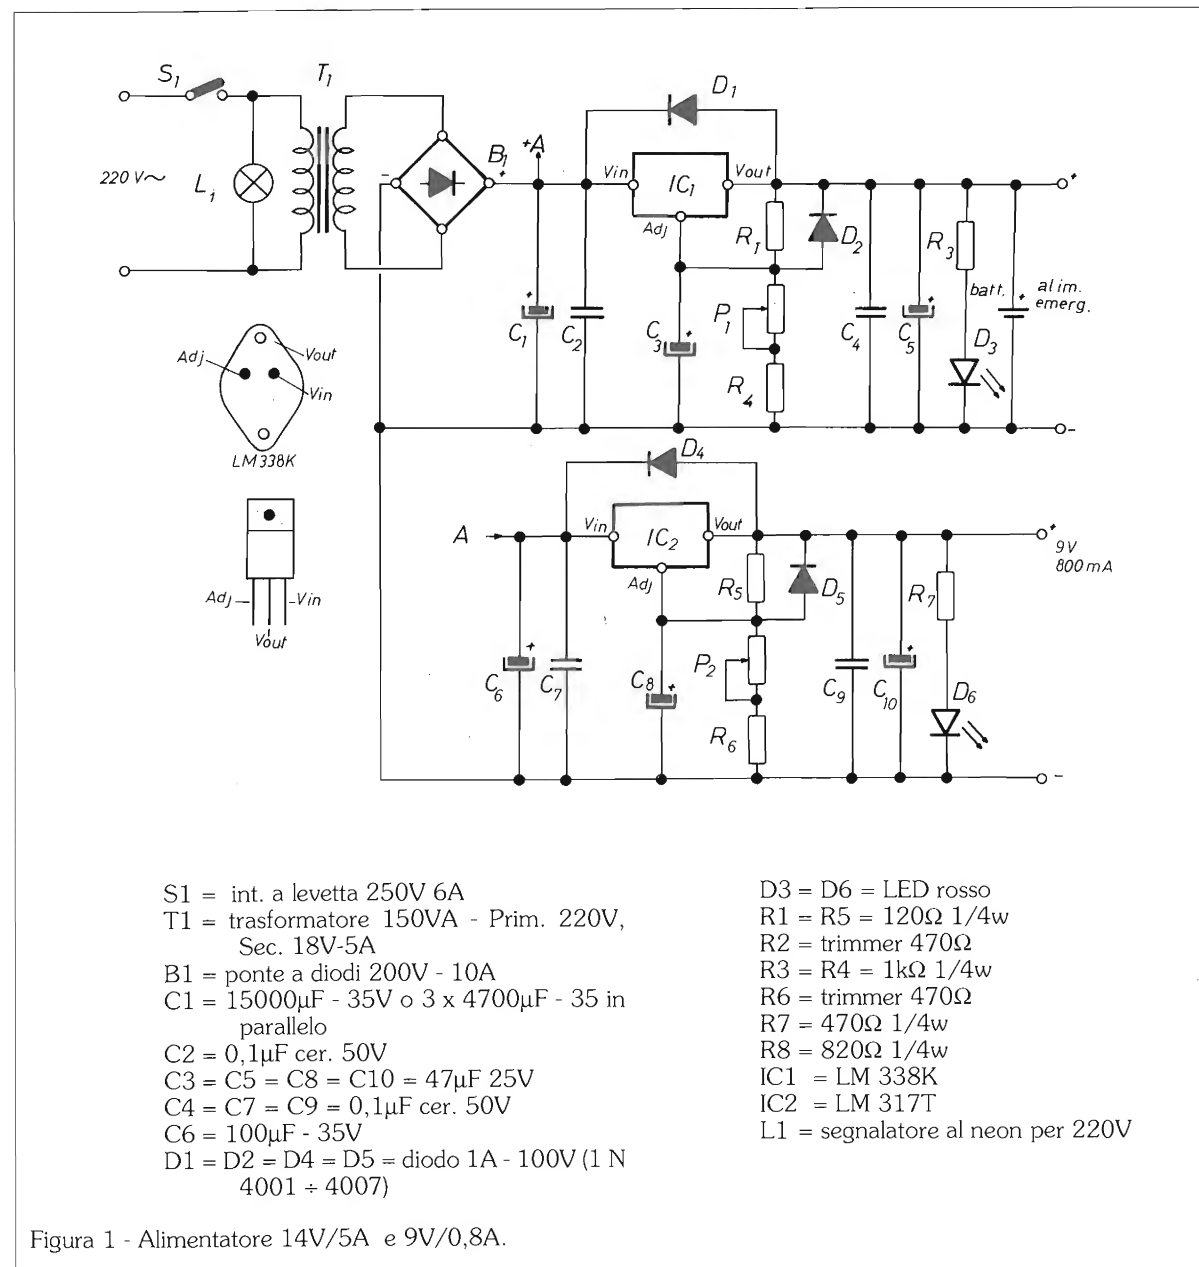 S1
T1
220 V~
Li
B1
-
+
+A
D1
Vin
IC1
Vout
Adj
R1
D2
R3
batt.
+
alim.
emerg.
+
C1
+
C2
C3
+
P1
R4
C4
C5
+
D3
+
-
Adj
Vout
Vin
LM338K
Adj
Vin
Vout
A
D4
Vin
IC2
Vout
Adj
R5
D5
R7
+
9V
800mA
C6
+
C7
C8
+
P2
R6
C9
C10
+
D6
-
S1 = int. a levetta 250V 6A
T1 = trasformatore 150VA - Prim. 220V,
Sec. 18V-5A
B1 = ponte a diodi 200V - 10A
C1 = 15000µF - 35V o 3 x 4700µF - 35 in
parallelo
C2 = 0,1µF cer. 50V
C3 = C5 = C8 = C10 = 47µF 25V
C4 = C7 = C9 = 0,1µF cer. 50V
C6 = 100µF - 35V
D1 = D2 = D4 = D5 = diodo 1A - 100V (1 N
4001 ÷ 4007)
D3 = D6 = LED rosso
R1 = R5 = 120Ω 1/4w
R2 = trimmer 470Ω
R3 = R4 = 1kΩ 1/4w
R6 = trimmer 470Ω
R7 = 470Ω 1/4w
R8 = 820Ω 1/4w
IC1 = LM 338K
IC2 = LM 317T
L1 = segnalatore al neon per 220V
Figura 1 - Alimentatore 14V/5A e 9V/0,8A.